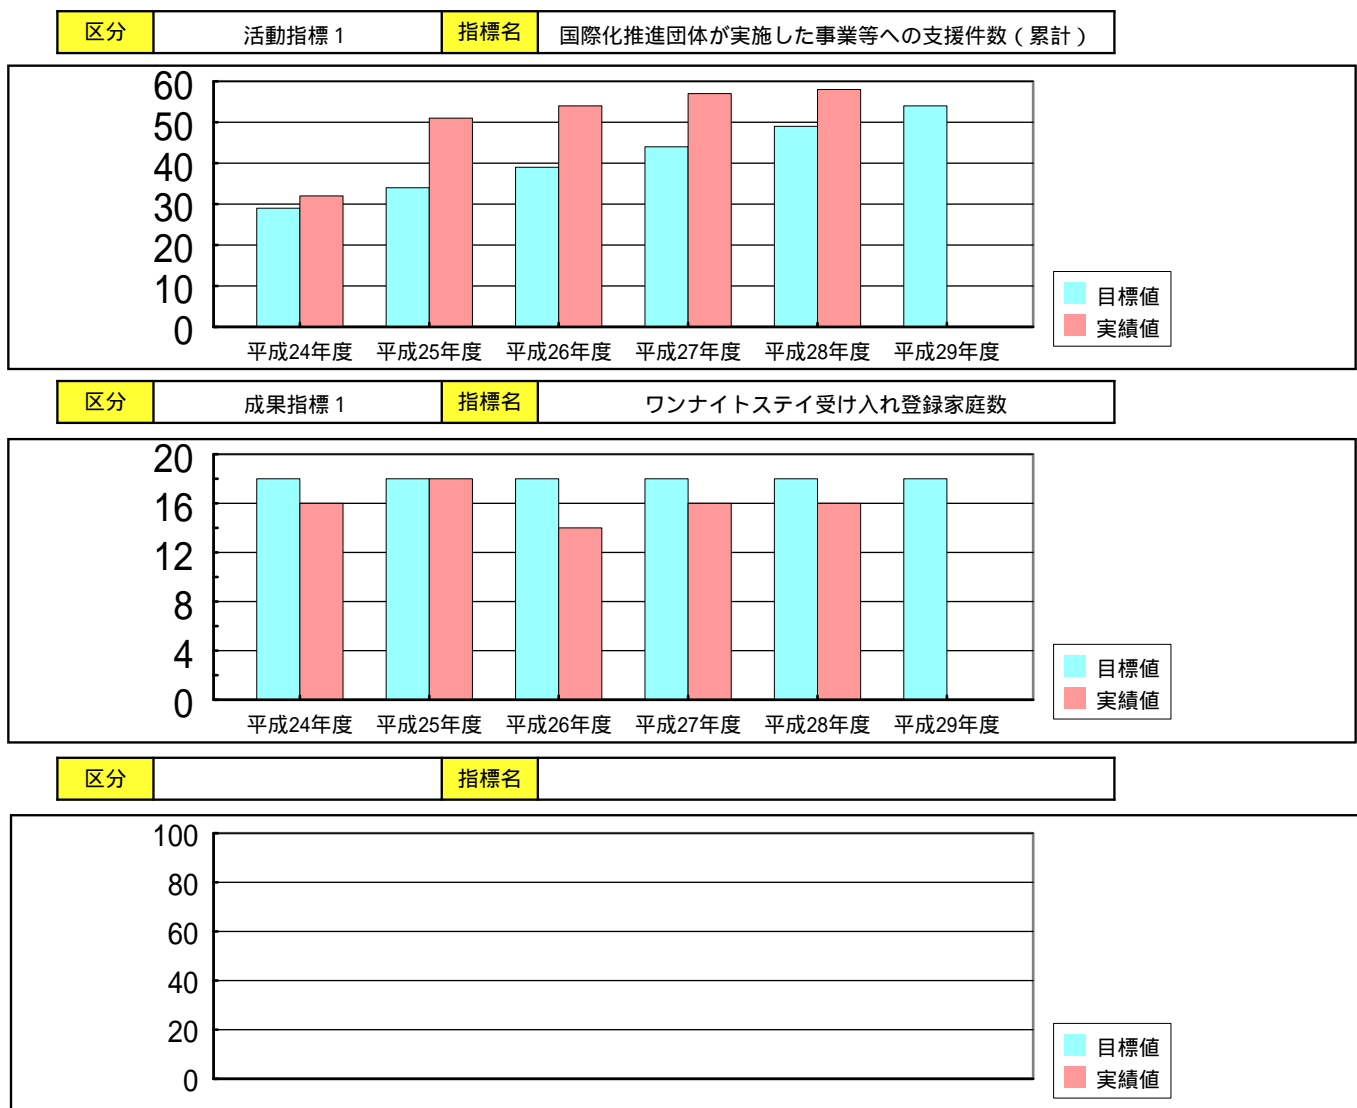 区分 活動指標1 指標名 国際化推進団体が実施した事業等への支援件数(累計)
60
50
40
30
20
10
0
平成24年度 平成25年度 平成26年度 平成27年度 平成28年度 平成29年度
目標値
実績値
区分 成果指標1 指標名 ワンナイトステイ受け入れ登録家庭数
20
16
12
8
4
0
平成24年度 平成25年度 平成26年度 平成27年度 平成28年度 平成29年度
目標値
実績値
区分 指標名
100
80
60
40
20
0
目標値
実績値